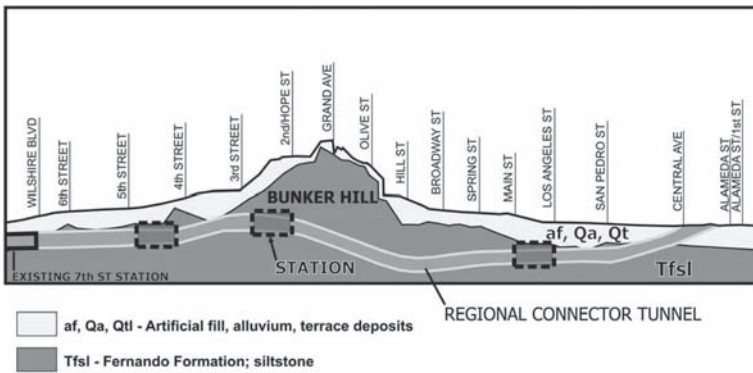 WILSHIRE BLVD
6th STREET
5th STREET
4th STREET
3rd STREET
2nd/HOPE ST
GRAND AVE
OLIVE ST
HILL ST
BROADWAY ST
SPRING ST
MAIN ST
LOS ANGELES ST
SAN PEDRO ST
CENTRAL AVE
ALAMEDA ST
ALAMEDA ST/1st ST
BUNKER HILL
af, Qa, Qt
EXISTING 7th ST STATION
STATION
Tfsl
REGIONAL CONNECTOR TUNNEL
af, Qa, Qtl - Artificial fill, alluvium, terrace deposits
Tfsl - Fernando Formation; siltstone